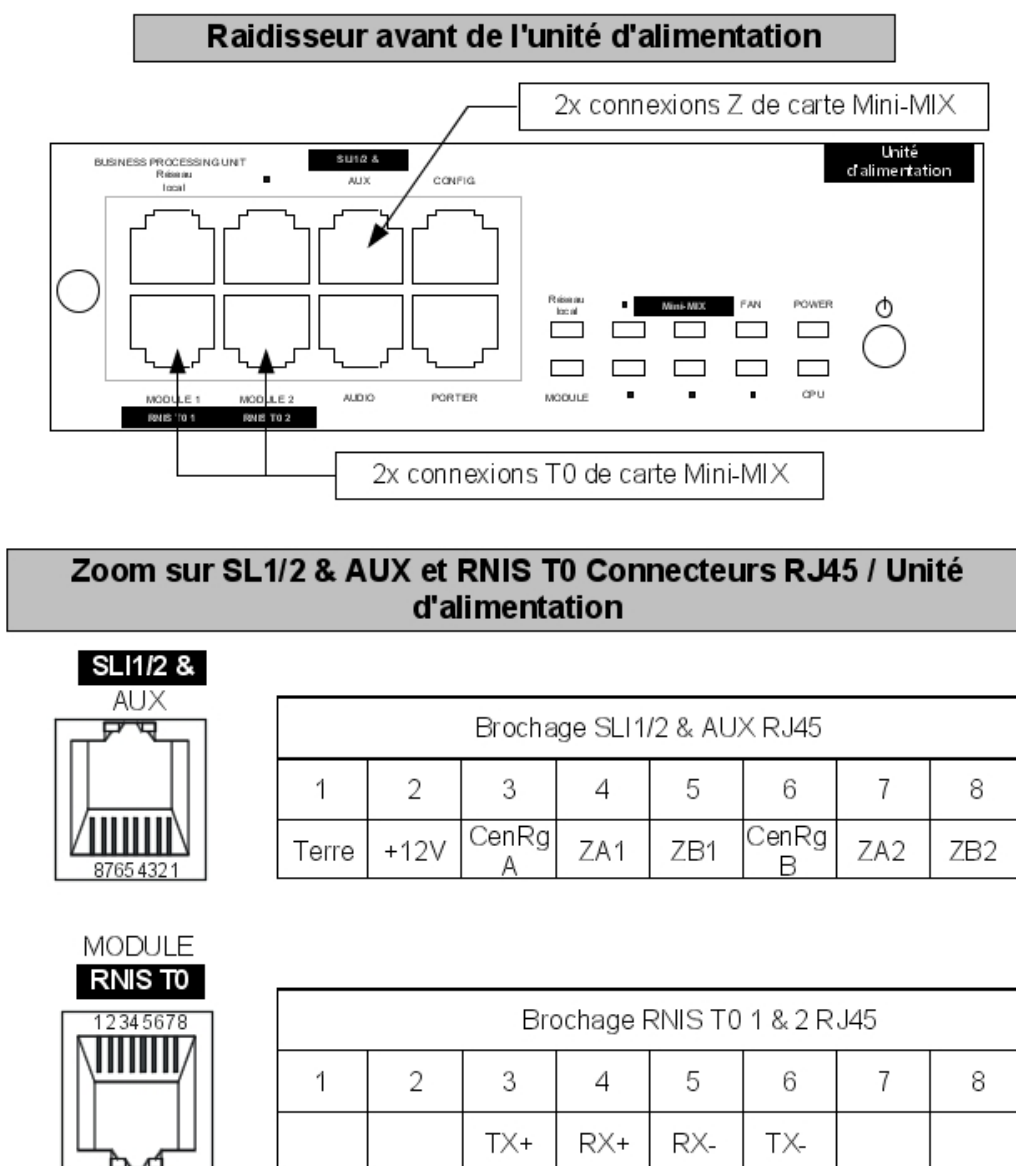 Raidisseur avant de l'unité d'alimentation
2x connexions Z de carte Mini-MIX
BUSINESS PROCESSING UNIT
Réseau
local
SLI1/2 &
AUX
CONFIG.
Unité
d'alimentation
Réseau
local
Mini-MIX
FAN
POWER
MODULE 1
MODULE 2
AUDIO
PORTIER
MODULE
CPU
RNIS T0 1
RNIS T0 2
2x connexions T0 de carte Mini-MIX
Zoom sur SL1/2 & AUX et RNIS T0 Connecteurs RJ45 / Unité
d'alimentation
SLI1/2 &
AUX
87654321
Brochage SLI1/2 & AUX RJ45
1 2 3 4 5 6 7 8
Terre +12V CenRg A ZA1 ZB1 CenRg B ZA2 ZB2
MODULE
RNIS T0
12345678
Brochage RNIS T0 1 & 2 RJ45
1 2 3 4 5 6 7 8
TX+ RX+ RX- TX-